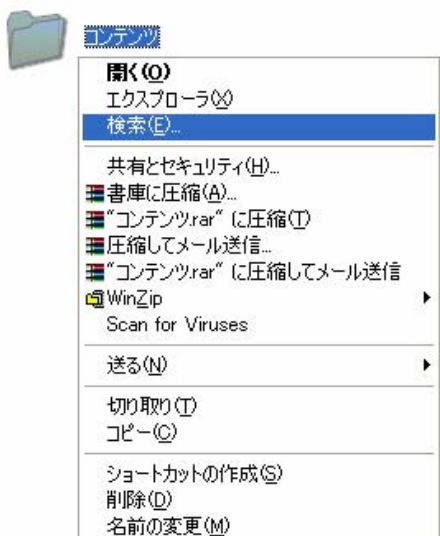 コンテンツ
開く(O)
エクスプローラ(X)
検索(E)...
共有とセキュリティ(H)...
書庫に圧縮(A)...
"コンテンツ.rar" に圧縮(T)
圧縮してメール送信...
"コンテンツ.rar" に圧縮してメール送信
WinZip
Scan for Viruses
送る(N)
切り取り(T)
コピー(C)
ショートカットの作成(S)
削除(D)
名前の変更(M)